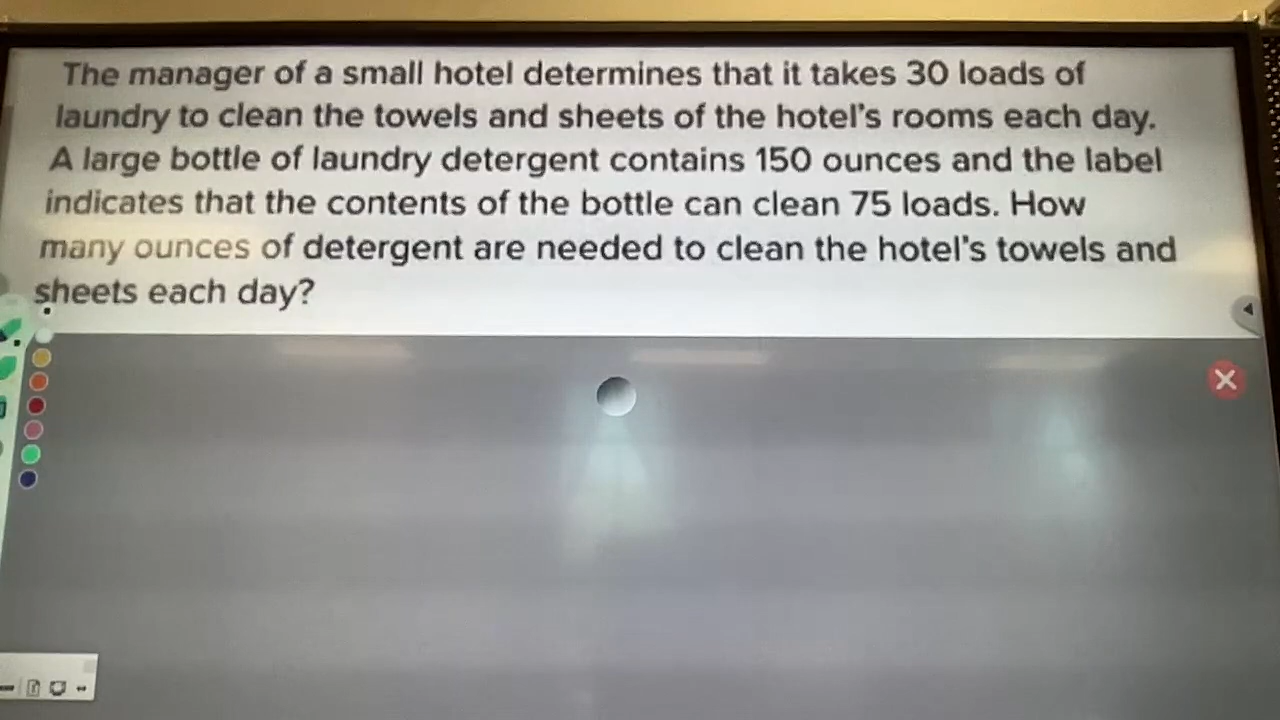 The manager of a small hotel determines that it takes 30 loads of
laundry to clean the towels and sheets of the hotel's rooms each day.
A large bottle of laundry detergent contains 150 ounces and the label
indicates that the contents of the bottle can clean 75 loads. How
many ounces of detergent are needed to clean the hotel's towels and
sheets each day?